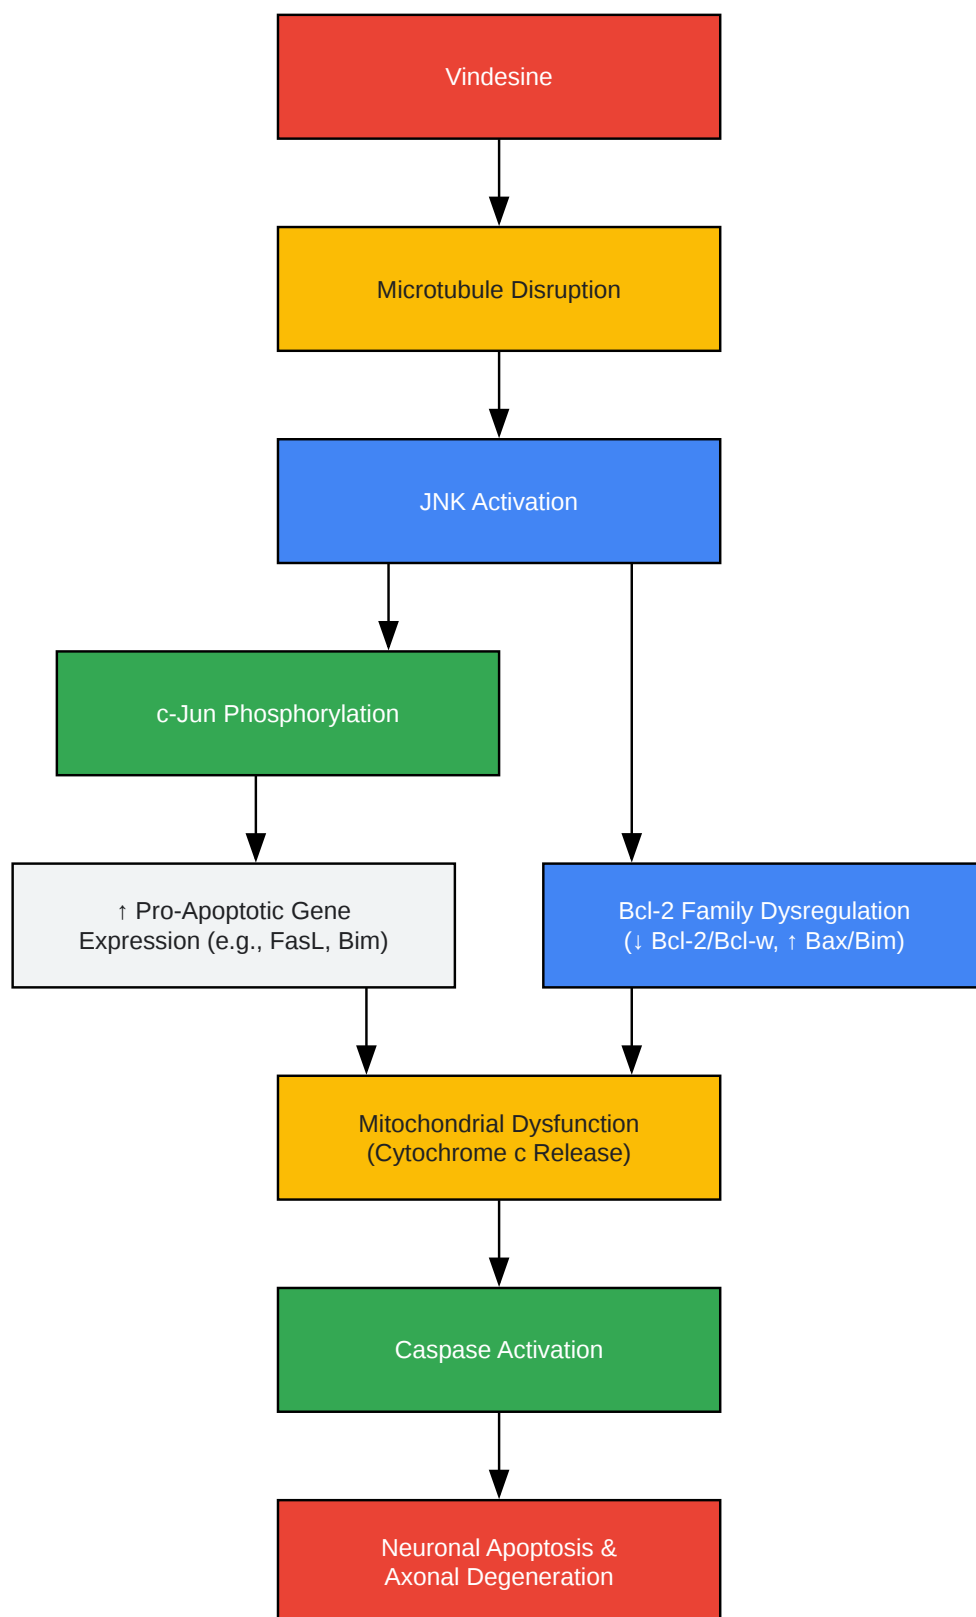 Vindesine
Microtubule Disruption
JNK Activation
c-Jun Phosphorylation
↑ Pro-Apoptotic Gene
Expression (e.g., FasL, Bim)
Bcl-2 Family Dysregulation
(↓ Bcl-2/Bcl-w, ↑ Bax/Bim)
Mitochondrial Dysfunction
(Cytochrome c Release)
Caspase Activation
Neuronal Apoptosis &
Axonal Degeneration